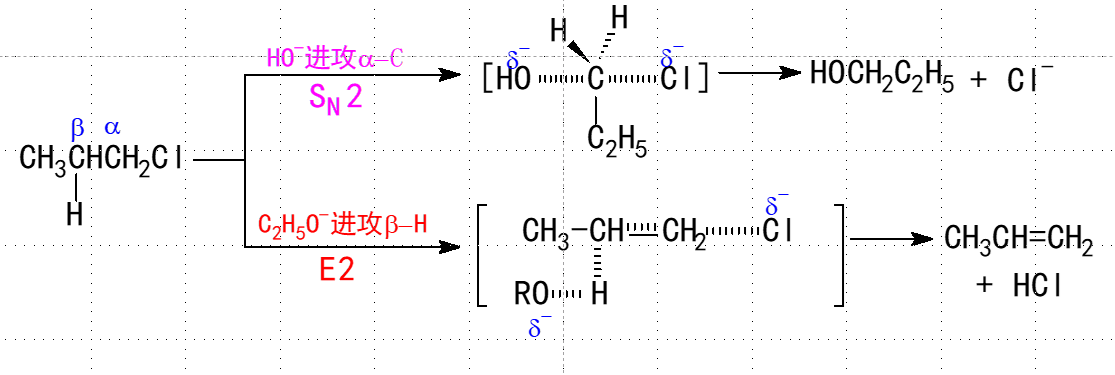 HO⁻进攻α-C
S_N2
[HO······C······Cl]
δ⁻ δ⁻
H H
C₂H₅
HOCH₂C₂H₅ + Cl⁻
β α
CH₃CHCH₂Cl
H
C₂H₅O⁻进攻β-H
E2
CH₃-CH=CH₂······Cl
δ⁻
RO····H
δ⁻
CH₃CH=CH₂
+ HCl